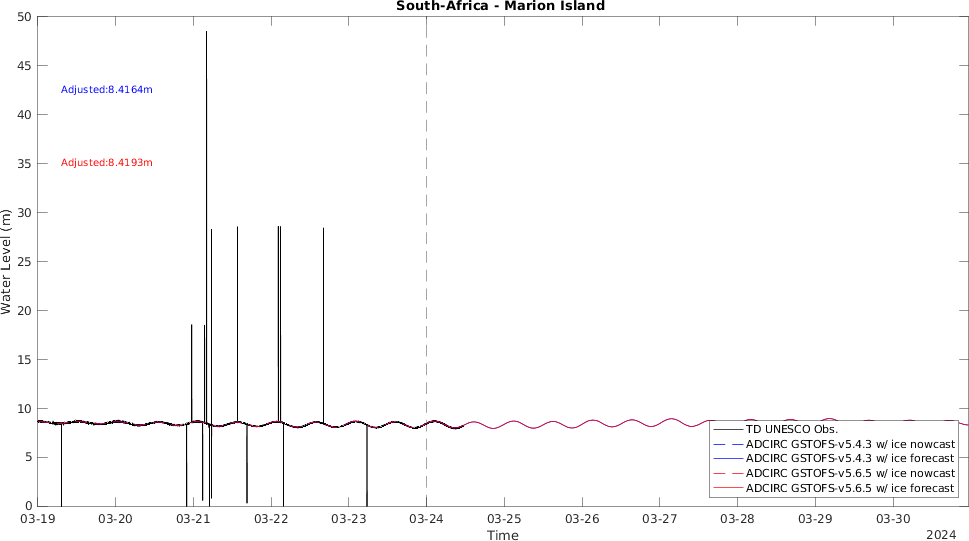 South-Africa - Marion Island
50
45
40
35
30
25
20
15
10
5
0
Water Level (m)
Adjusted:8.4164m
Adjusted:8.4193m
TD UNESCO Obs.
ADCIRC GSTOFS-v5.4.3 w/ ice nowcast
ADCIRC GSTOFS-v5.4.3 w/ ice forecast
ADCIRC GSTOFS-v5.6.5 w/ ice nowcast
ADCIRC GSTOFS-v5.6.5 w/ ice forecast
03-19 03-20 03-21 03-22 03-23 03-24 03-25 03-26 03-27 03-28 03-29 03-30
Time
2024